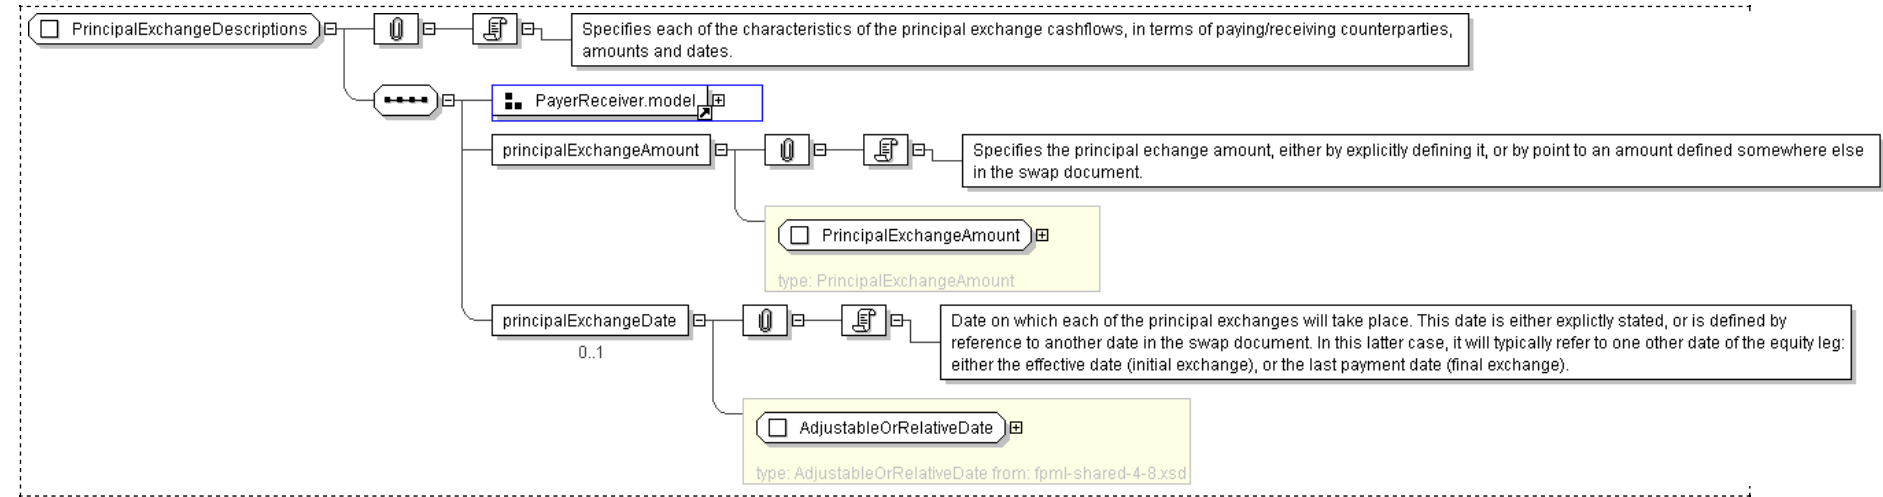 PrincipalExchangeDescriptions
Specifies each of the characteristics of the principal exchange cashflows, in terms of paying/receiving counterparties,
amounts and dates.
PayerReceiver.model
principalExchangeAmount
Specifies the principal echange amount, either by explicitly defining it, or by point to an amount defined somewhere else
in the swap document.
PrincipalExchangeAmount
type: PrincipalExchangeAmount
principalExchangeDate
0..1
Date on which each of the principal exchanges will take place. This date is either explictly stated, or is defined by
reference to another date in the swap document. In this latter case, it will typically refer to one other date of the equity leg:
either the effective date (initial exchange), or the last payment date (final exchange).
AdjustableOrRelativeDate
type: AdjustableOrRelativeDate from: fpml-shared-4-8.xsd